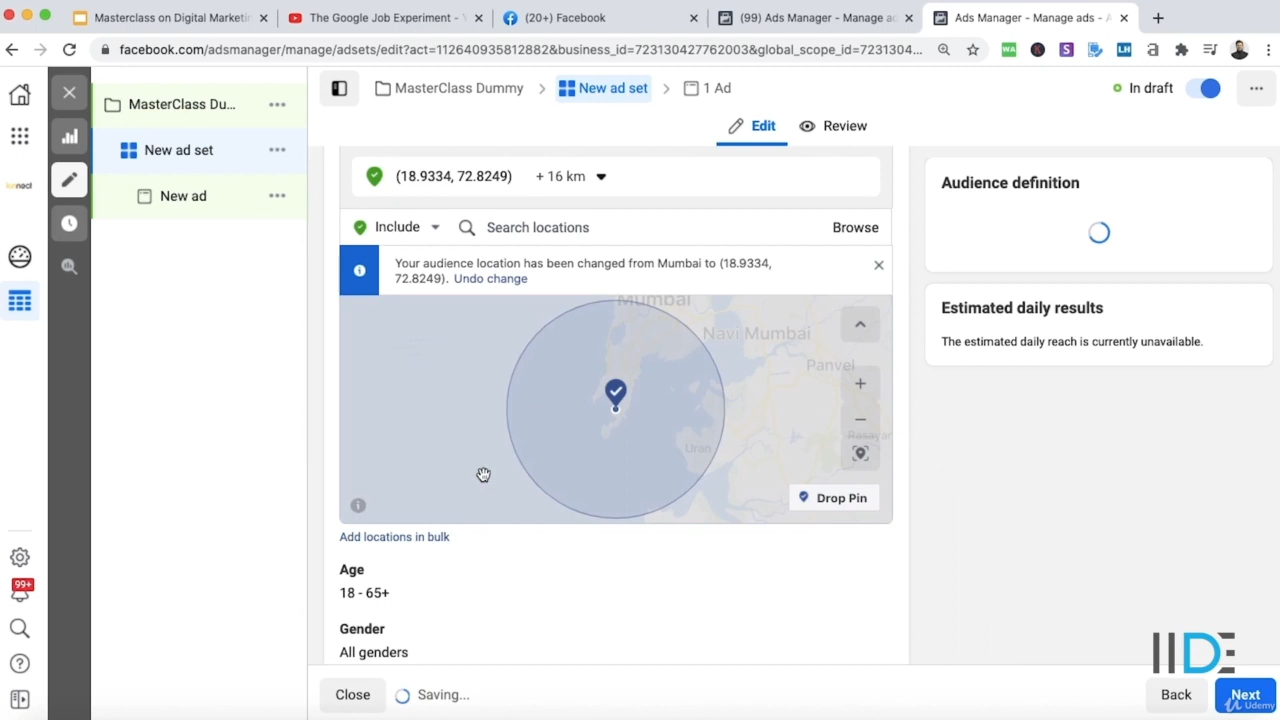 Masterclass on Digital Marketi
The Google Job Experiment - Y
(20+) Facebook
(99) Ads Manager - Manage ad
Ads Manager - Manage ads - A
facebook.com/adsmanager/manage/adsets/edit?act=112640935812882&business_id=723130427762003&global_scope_id=7231304...
WA
K
S
LH
a
MasterClass Dummy
New ad set
1 Ad
In draft
MasterClass Du...
New ad set
New ad
Edit
Review
(18.9334, 72.8249) + 16 km
Include
Search locations
Browse
Your audience location has been changed from Mumbai to (18.9334,
72.8249). Undo change
Mumbai
Navi Mumbai
Panvel
Uran
Rasayar
Drop Pin
Add locations in bulk
Age
18 - 65+
Gender
All genders
Audience definition
Estimated daily results
The estimated daily reach is currently unavailable.
99+
Close
Saving...
Back
Next
IIDE
Udemy